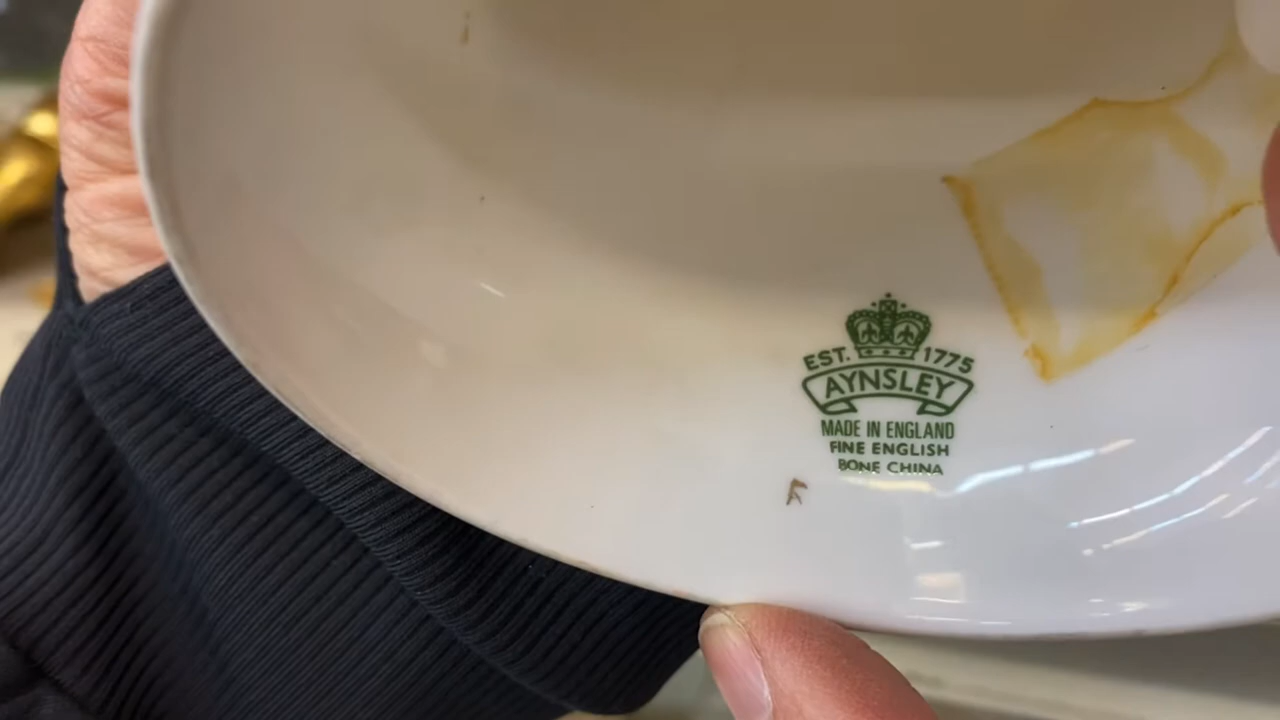 EST. 1775
AYNSLEY
MADE IN ENGLAND
FINE ENGLISH
BONE CHINA